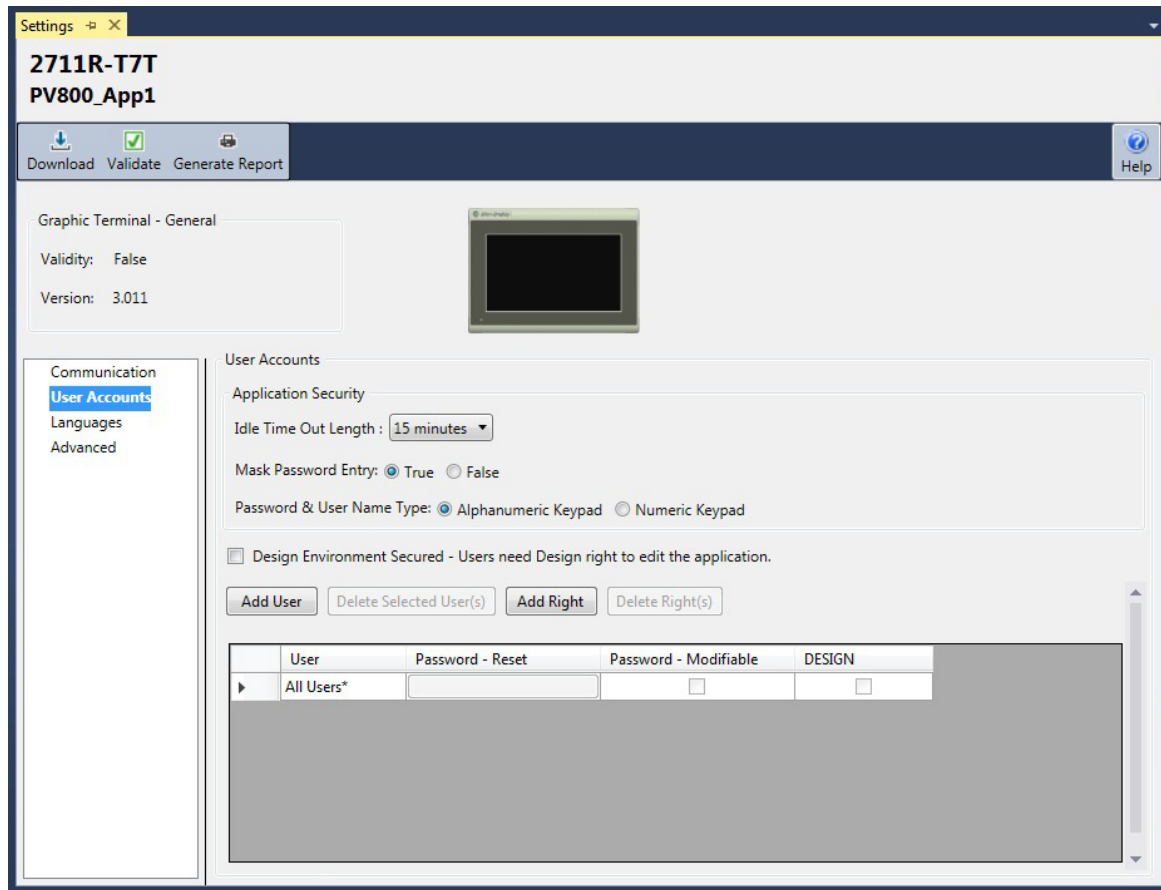 Settings
2711R-T7T
PV800_App1
Download Validate Generate Report
Help
Graphic Terminal - General
Validity: False
Version: 3.011
Allen-Bradley
Communication
User Accounts
Languages
Advanced
User Accounts
Application Security
Idle Time Out Length : 15 minutes
Mask Password Entry: True False
Password & User Name Type: Alphanumeric Keypad Numeric Keypad
Design Environment Secured - Users need Design right to edit the application.
Add User Delete Selected User(s) Add Right Delete Right(s)
User Password - Reset Password - Modifiable DESIGN
All Users*